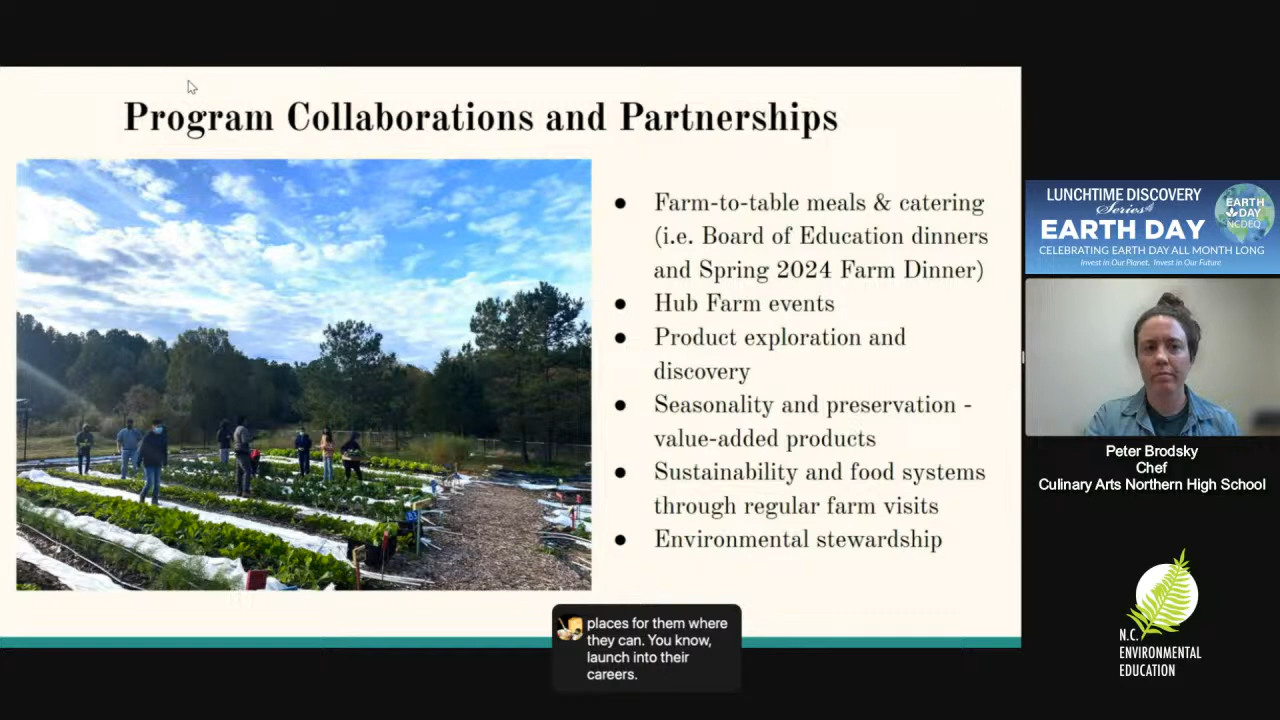 Program Collaborations and Partnerships
● Farm-to-table meals & catering
(i.e. Board of Education dinners
and Spring 2024 Farm Dinner)
● Hub Farm events
● Product exploration and
discovery
● Seasonality and preservation -
value-added products
● Sustainability and food systems
through regular farm visits
● Environmental stewardship
places for them where
they can. You know,
launch into their
careers.
LUNCHTIME DISCOVERY
Series
EARTH DAY
CELEBRATING EARTH DAY ALL MONTH LONG
Invest in Our Planet. Invest in Our Future
EARTH
DAY
NCDEQ
Peter Brodsky
Chef
Culinary Arts Northern High School
N.C.
ENVIRONMENTAL
EDUCATION